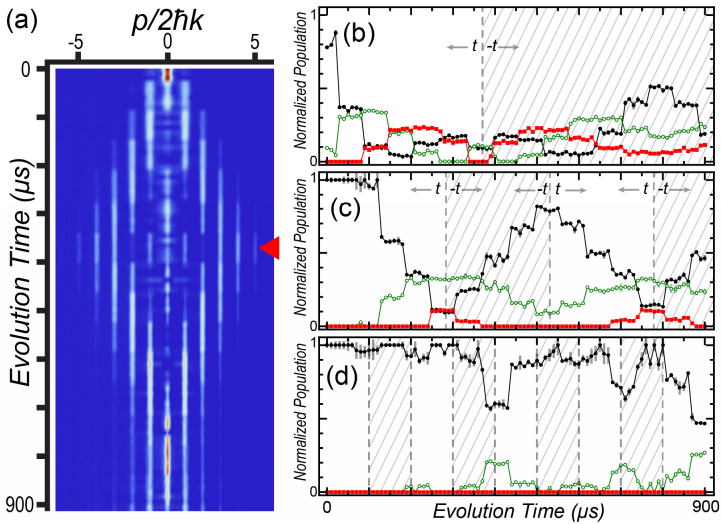 (a)
p/2ħk
-5 0 5
0
Evolution Time (µs)
900
(b)
Normalized Population
1
0
t -t
(c)
Normalized Population
1
0
t -t
-t t
t -t
(d)
Normalized Population
1
0
0 Evolution Time (µs) 900